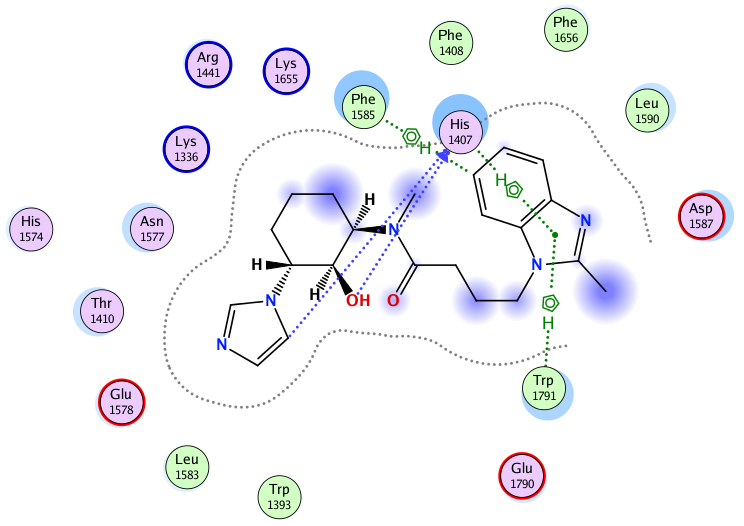 Phe
1656
Phe
1408
Arg
1441
Lys
1655
Phe
1585
Leu
1590
His
1407
H
Lys
1336
H
H
Asp
1587
His
1574
Asn
1577
N
N
H
N
H
N
OH
O
Thr
1410
H
N
Trp
1791
Glu
1578
Leu
1583
Glu
1790
Trp
1393